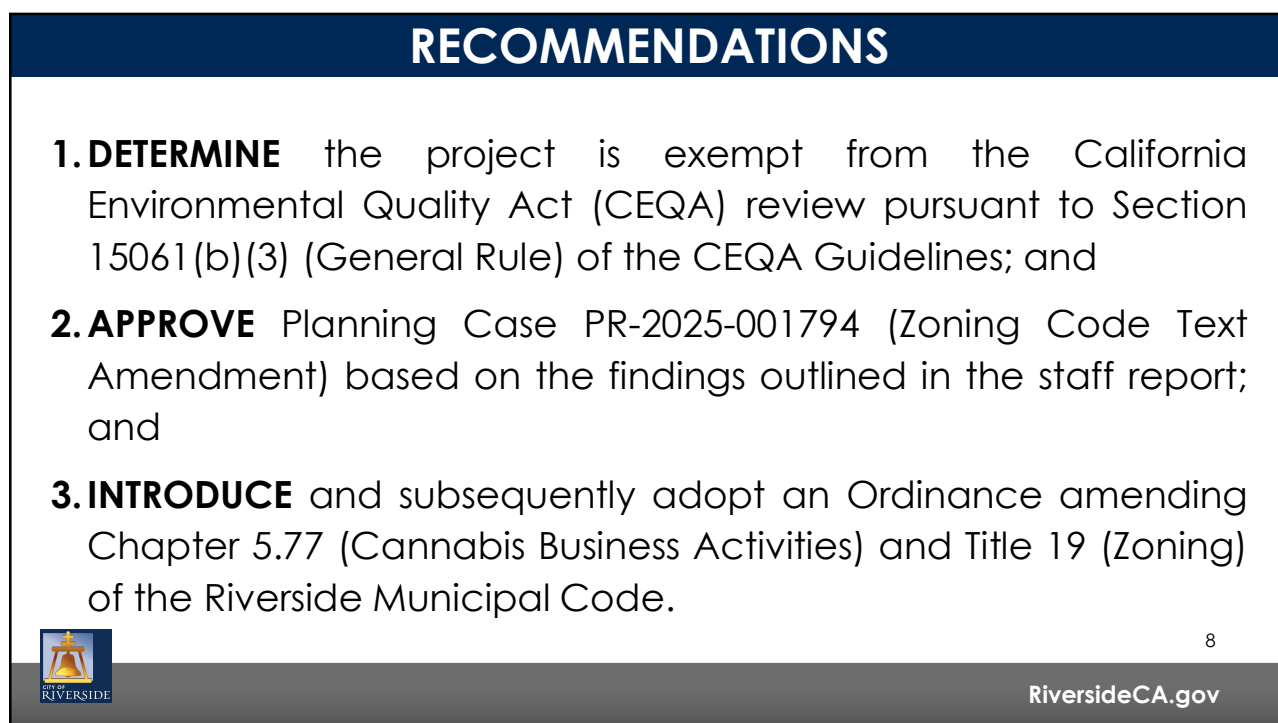 RECOMMENDATIONS
1. DETERMINE the project is exempt from the California
Environmental Quality Act (CEQA) review pursuant to Section
15061(b)(3) (General Rule) of the CEQA Guidelines; and
2. APPROVE Planning Case PR-2025-001794 (Zoning Code Text
Amendment) based on the findings outlined in the staff report;
and
3. INTRODUCE and subsequently adopt an Ordinance amending
Chapter 5.77 (Cannabis Business Activities) and Title 19 (Zoning)
of the Riverside Municipal Code.
8
CITY OF
RIVERSIDE
RiversideCA.gov